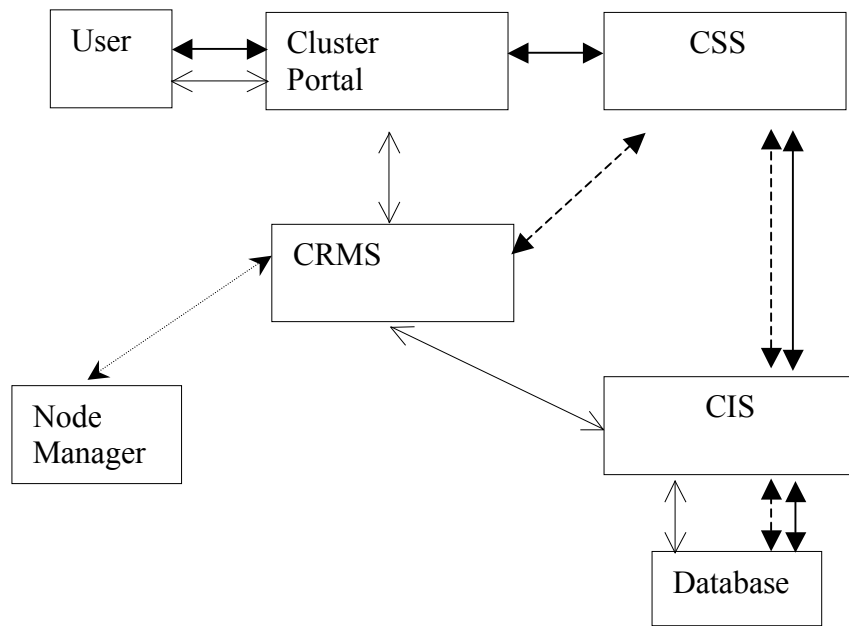 User
Cluster
Portal
CSS
CRMS
Node
Manager
CIS
Database